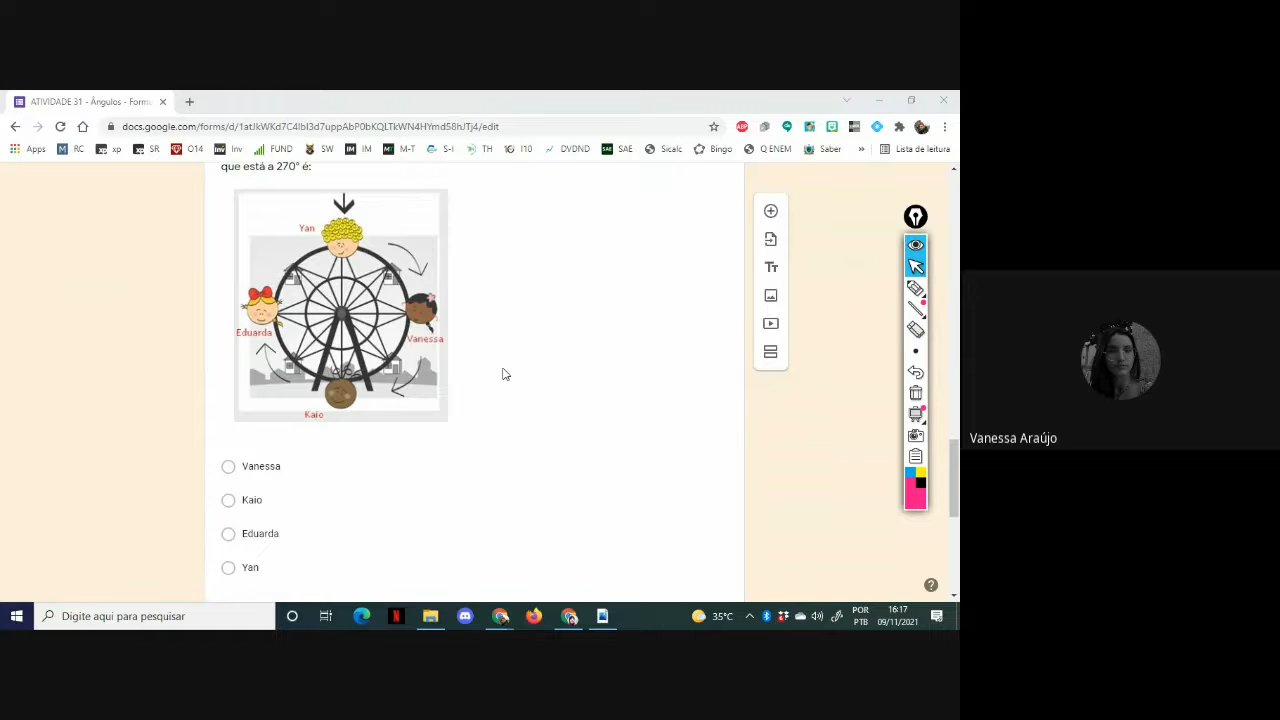 ATIVIDADE 31 - Ângulos - Formu
docs.google.com/forms/d/
/edit
Apps
RC
xp
SR
O14
Inv
FUND
SW
IM
M-T
S-I
TH
I10
DVDND
SAE
Sicalc
Bingo
Q ENEM
Saber
»
Lista de leitura
que está a 270° é:
Yan
Eduarda
Vanessa
Kaio
Vanessa
Kaio
Eduarda
Yan
Vanessa Araújo
Digite aqui para pesquisar
35°C
POR
PTB
16:17
09/11/2021